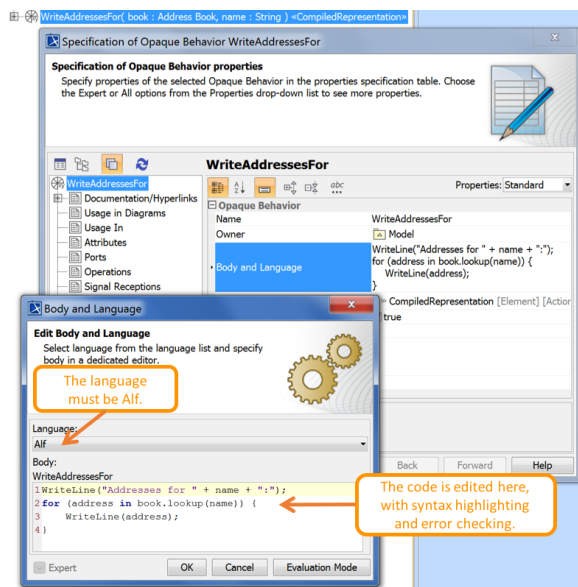 WriteAddressesFor( book : Address Book, name : String ) «CompiledRepresentation»
Specification of Opaque Behavior WriteAddressesFor
Specification of Opaque Behavior properties
Specify properties of the selected Opaque Behavior in the properties specification table. Choose
the Expert or All options from the Properties drop-down list to see more properties.
WriteAddressesFor
WriteAddressesFor
Documentation/Hyperlinks
Usage in Diagrams
Usage In
Attributes
Ports
Operations
Signal Receptions
abc
Properties: Standard
Opaque Behavior
Name WriteAddressesFor
Owner Model
Body and Language
WriteLine("Addresses for " + name + ":");
for (address in book.lookup(name)) {
WriteLine(address);
}
» CompiledRepresentation [Element] [Action
true
Back Forward Help
Body and Language
Edit Body and Language
Select language from the language list and specify
body in a dedicated editor.
The language
must be Alf.
Language:
Alf
Body:
WriteAddressesFor
1 WriteLine("Addresses for " + name + ":");
2 for (address in book.lookup(name)) {
3 WriteLine(address);
4 }
The code is edited here,
with syntax highlighting
and error checking.
Expert OK Cancel Evaluation Mode